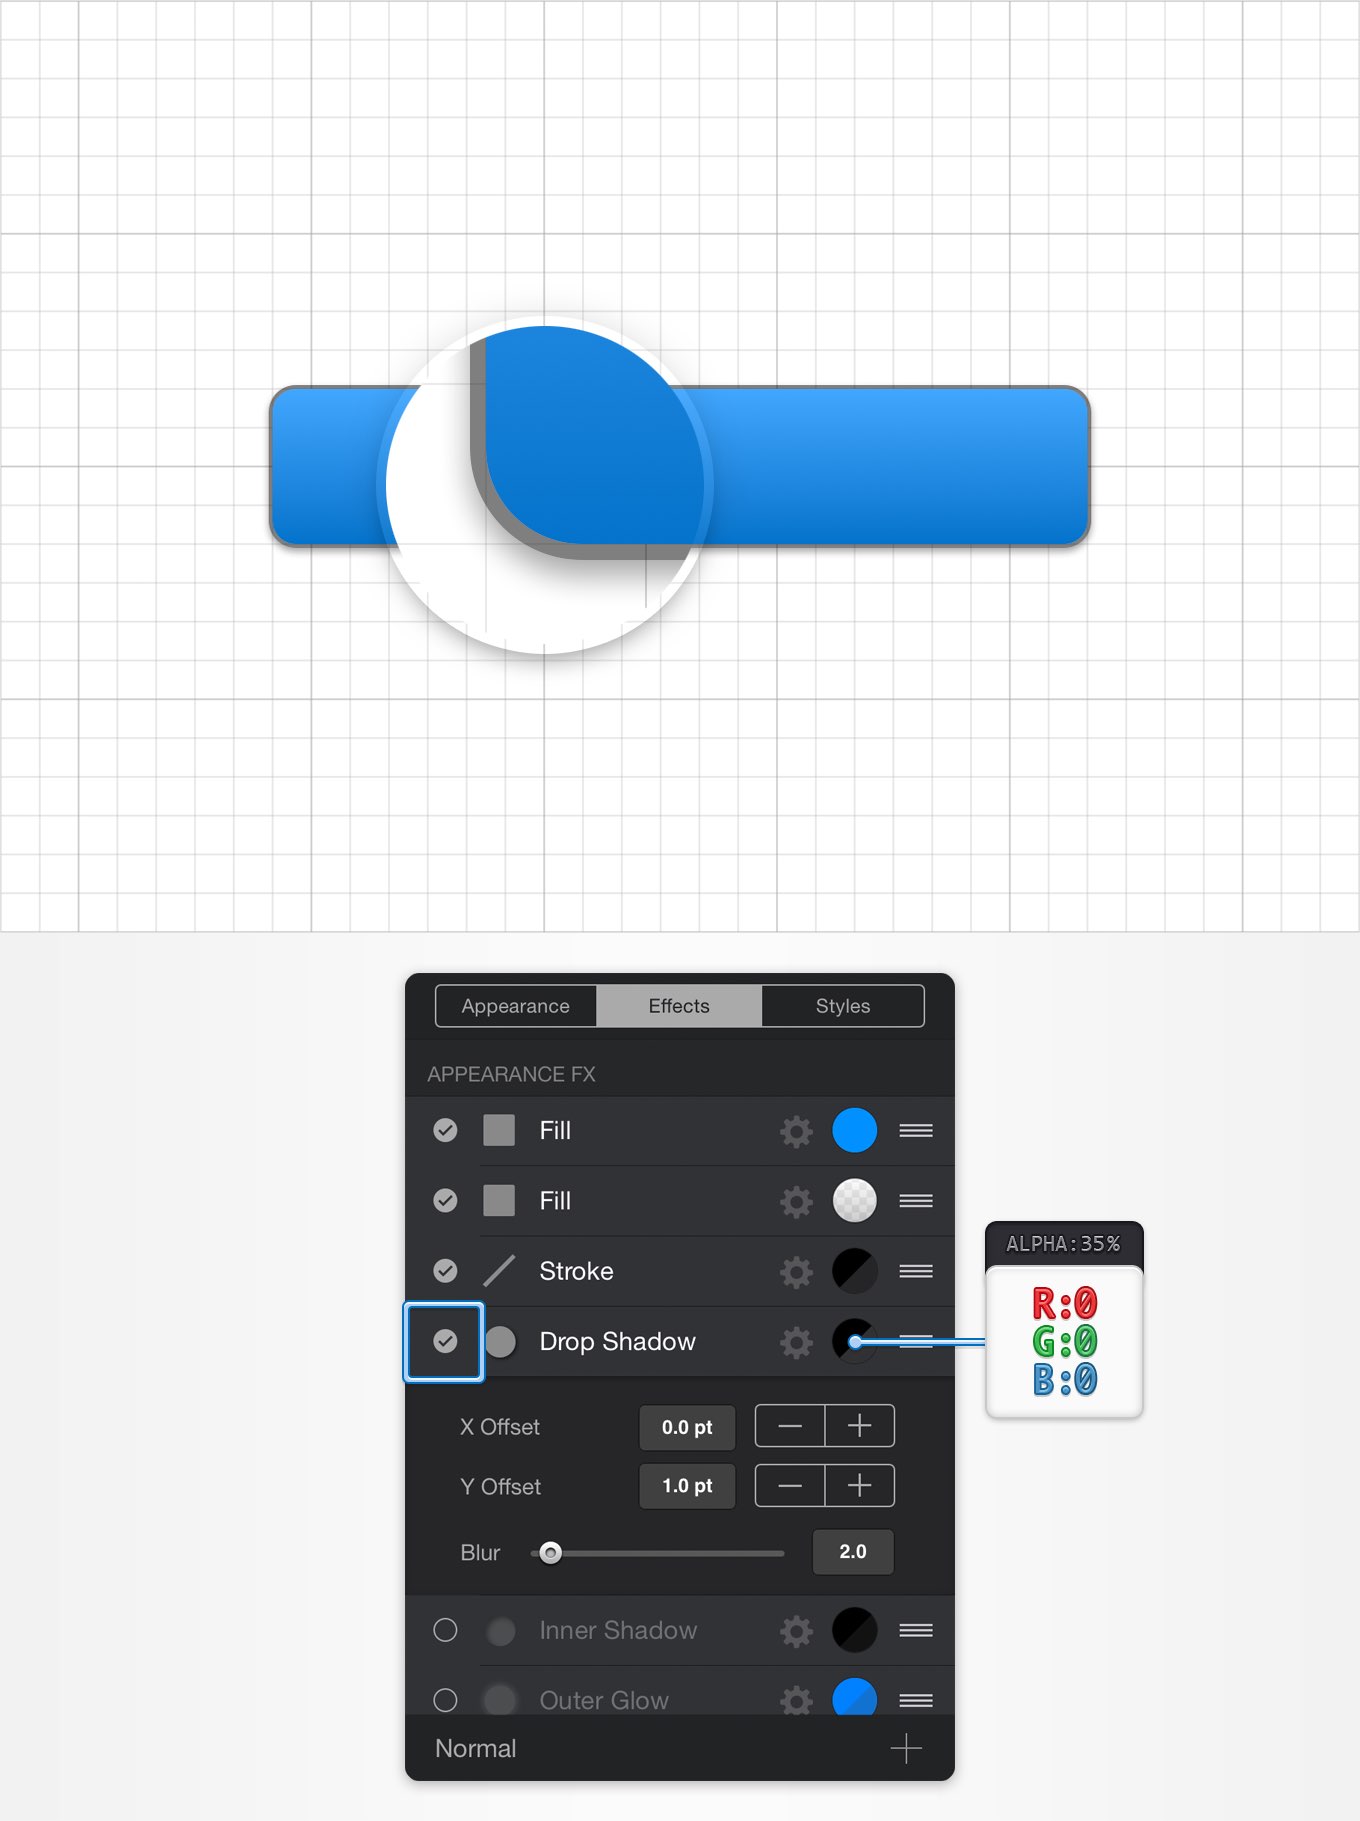 Appearance Effects Styles
APPEARANCE FX
Fill
Fill
Stroke
ALPHA:35%
R:0
G:0
B:0
Drop Shadow
X Offset 0.0 pt
Y Offset 1.0 pt
Blur 2.0
Inner Shadow
Outer Glow
Normal